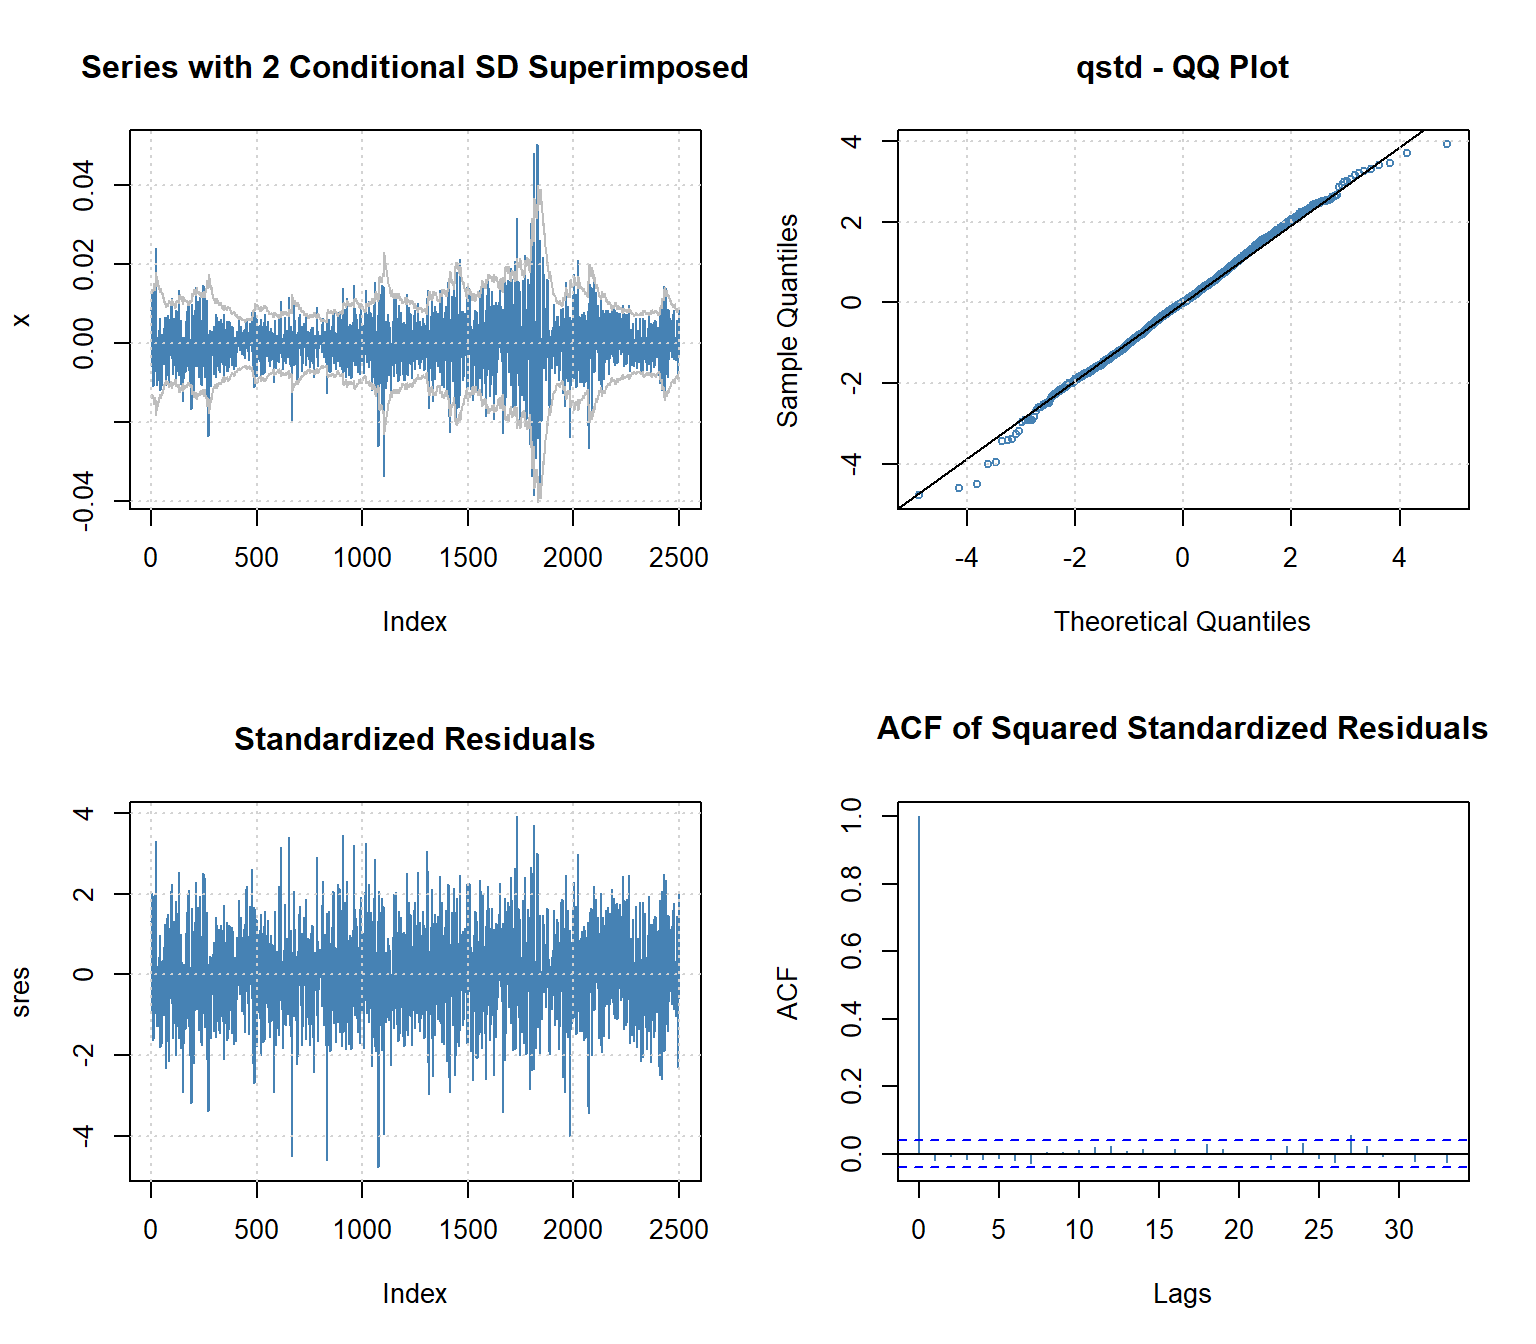 Series with 2 Conditional SD Superimposed
x
0.04
0.02
0.00
-0.04
0 500 1000 1500 2000 2500
Index
qstd - QQ Plot
Sample Quantiles
4
2
0
-2
-4
-4 -2 0 2 4
Theoretical Quantiles
Standardized Residuals
sres
4
2
0
-2
-4
0 500 1000 1500 2000 2500
Index
ACF of Squared Standardized Residuals
ACF
1.0
0.8
0.6
0.4
0.2
0.0
0 5 10 15 20 25 30
Lags